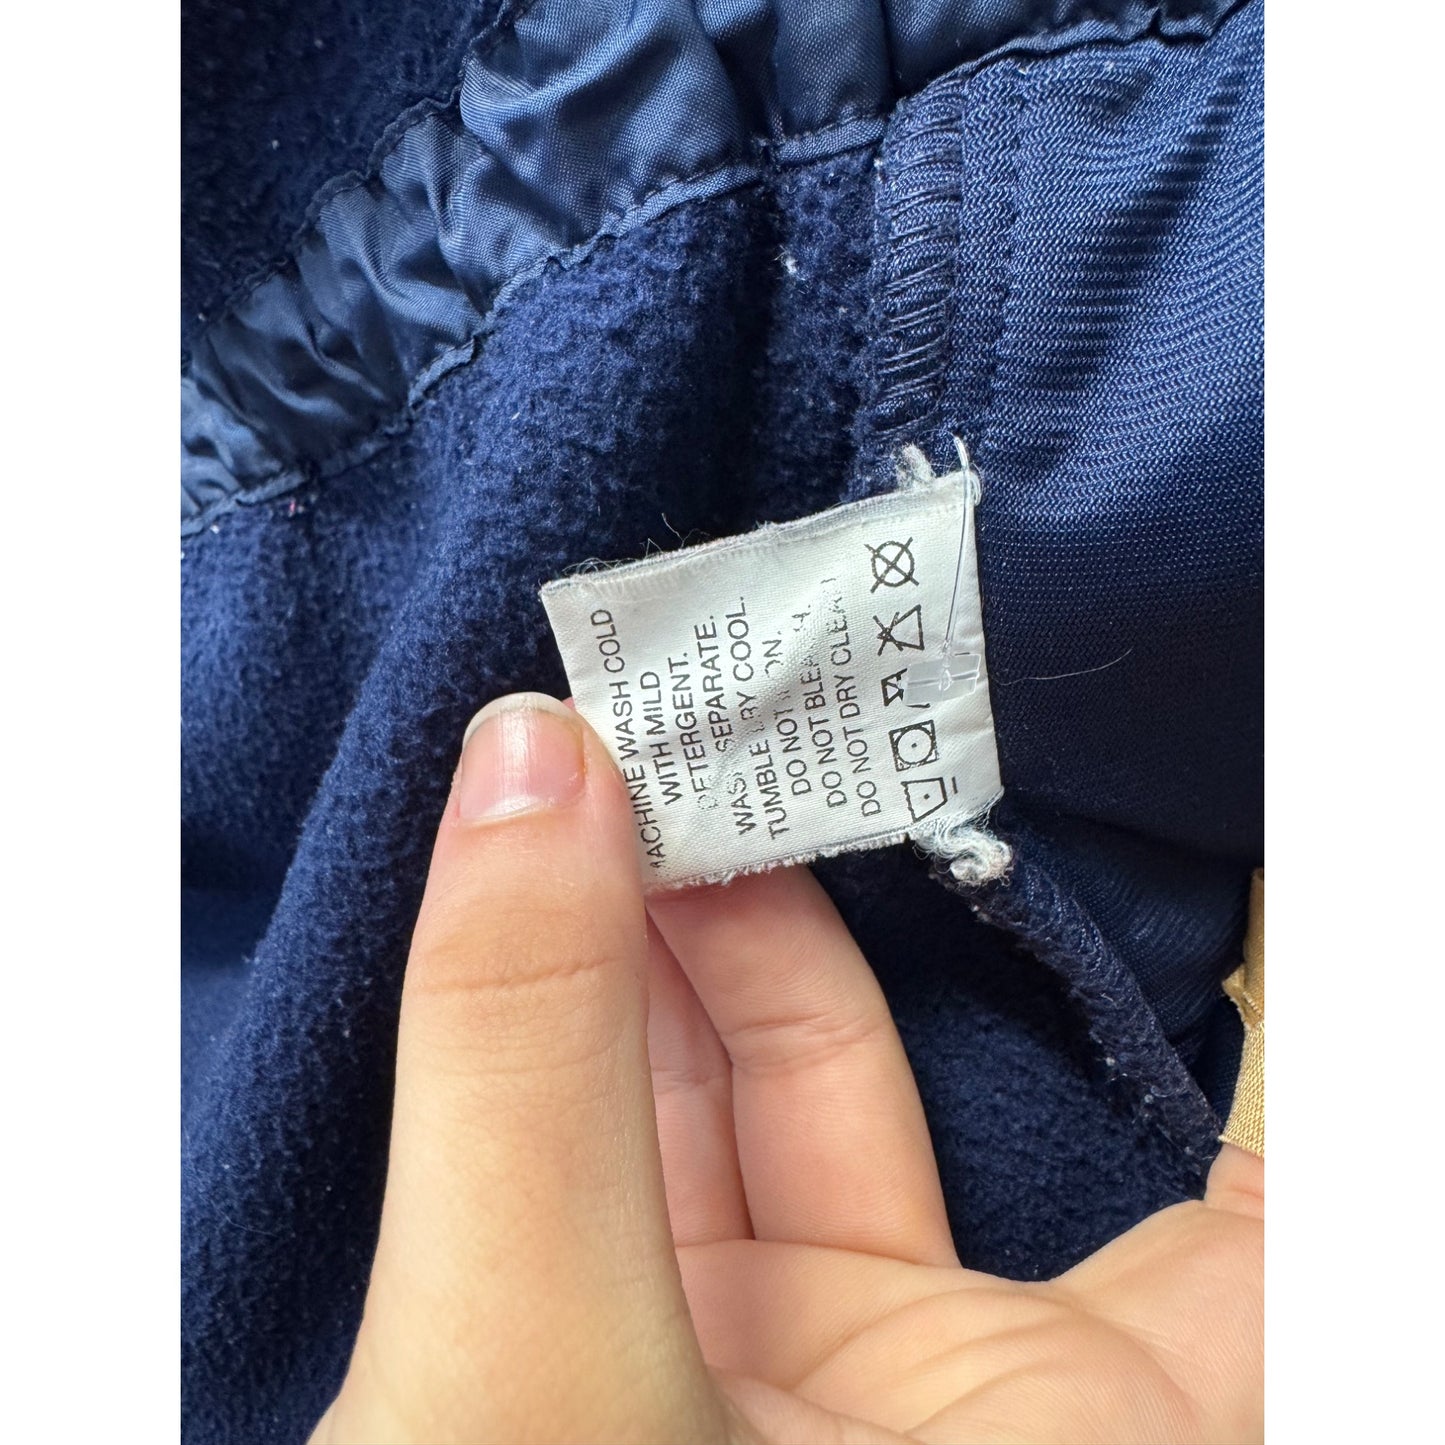 MACHINE WASH COLD
WITH MILD
DETERGENT.
WASH SEPARATE.
TUMBLE DRY COOL.
DO NOT IRON.
DO NOT BLEACH.
DO NOT DRY CLEAN